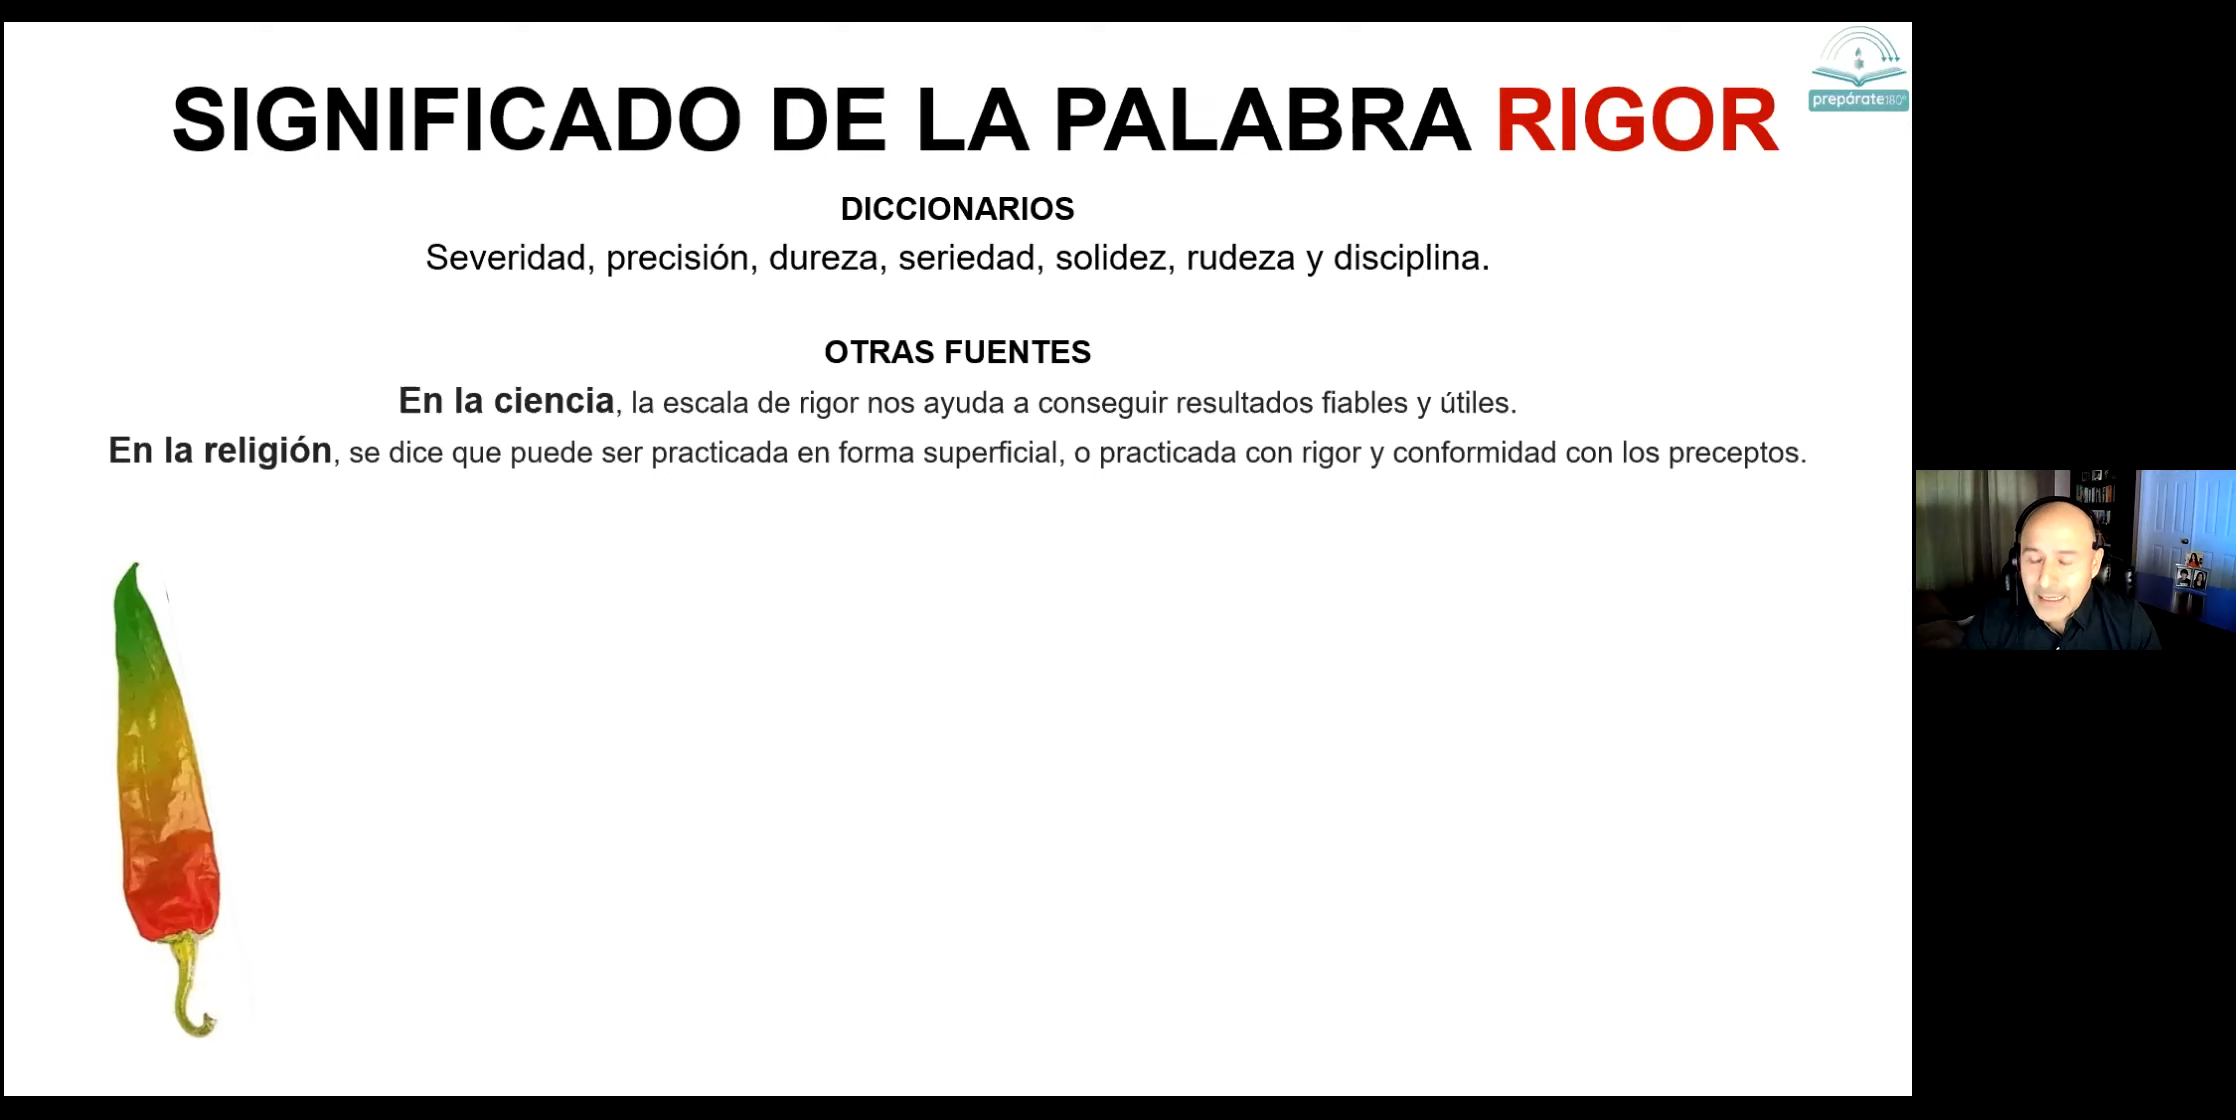 prepárate180°
SIGNIFICADO DE LA PALABRA RIGOR
DICCIONARIOS
Severidad, precisión, dureza, seriedad, solidez, rudeza y disciplina.
OTRAS FUENTES
En la ciencia, la escala de rigor nos ayuda a conseguir resultados fiables y útiles.
En la religión, se dice que puede ser practicada en forma superficial, o practicada con rigor y conformidad con los preceptos.